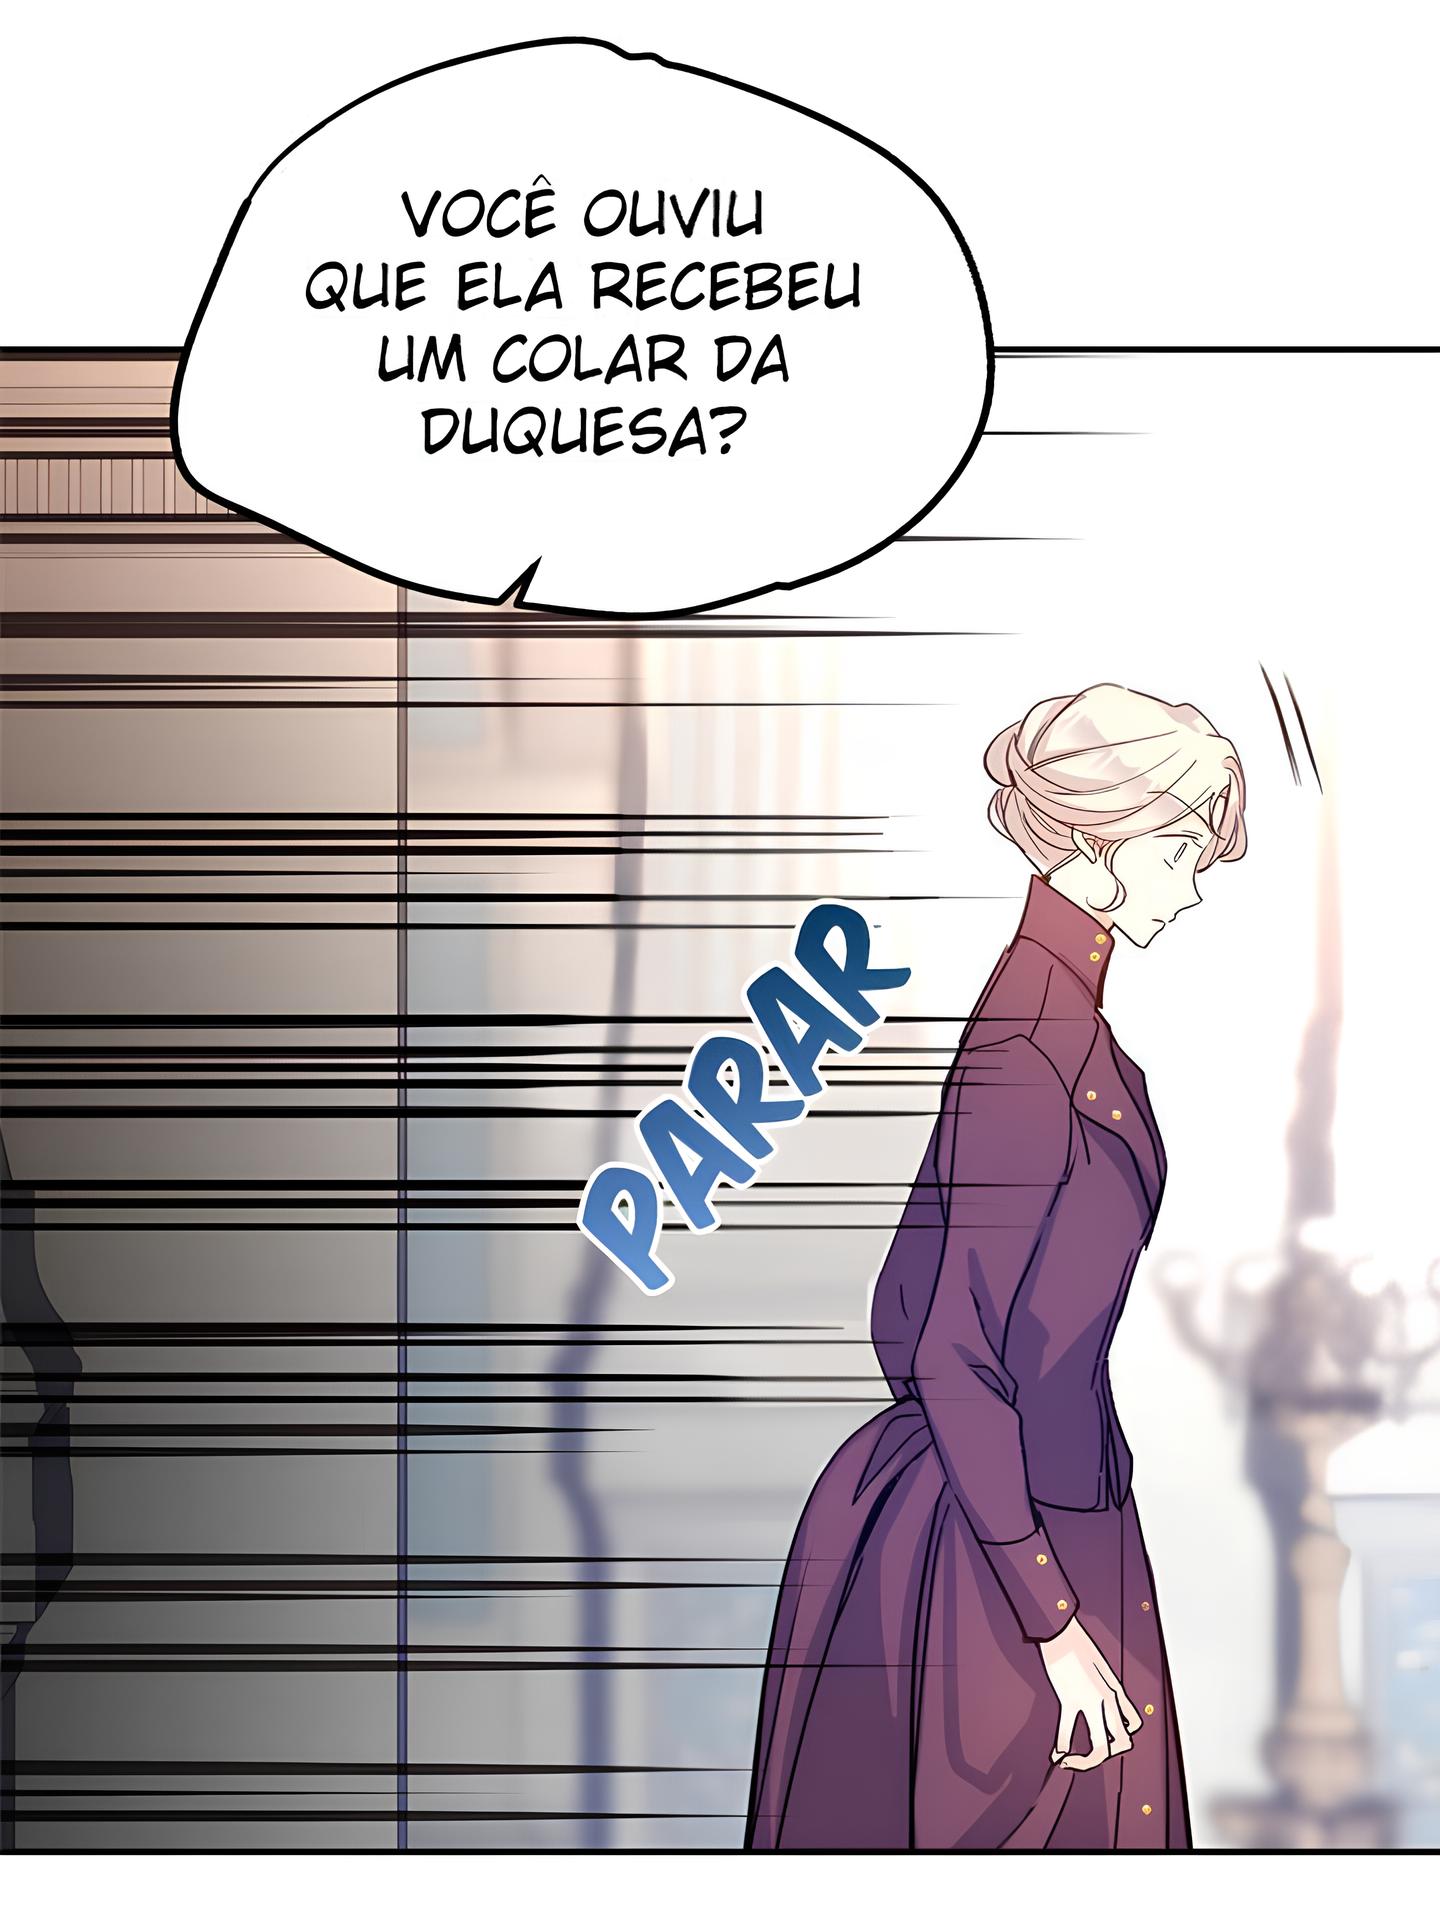 VOCÊ OUVIU
QUE ELA RECEBEU
UM COLAR DA
DUQUESA?
PARAR